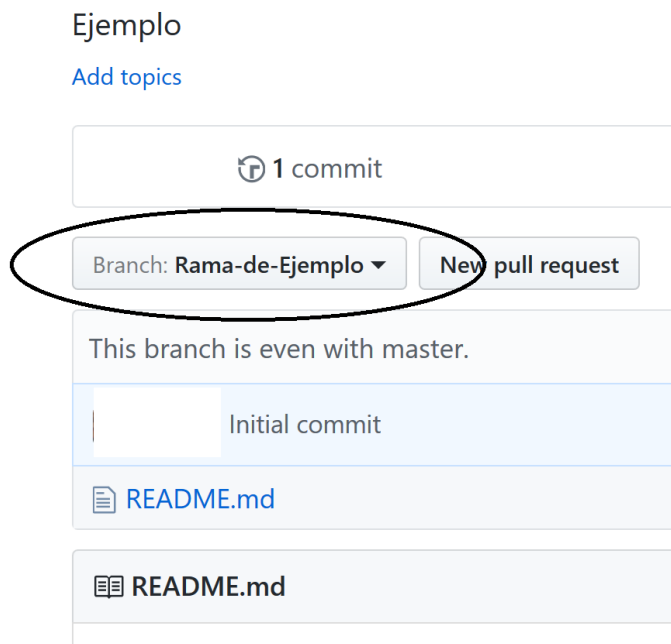 Ejemplo
Add topics
1 commit
Branch: Rama-de-Ejemplo New pull request
This branch is even with master.
Initial commit
README.md
README.md